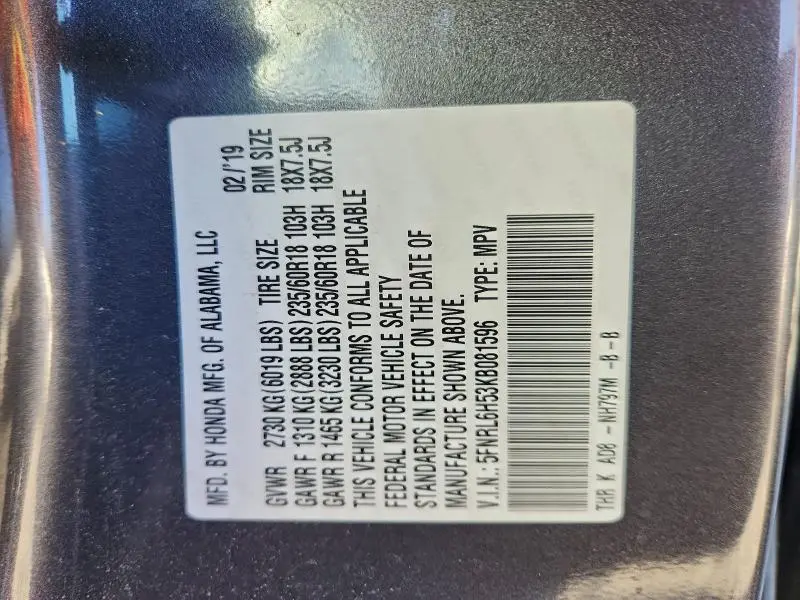 MFD. BY HONDA MFG. OF ALABAMA, LLC 02/'19
GVWR 2730 KG(6019 LBS) TIRE SIZE RIM SIZE
GAWR F 1310 KG(2888 LBS)235/60R18 103H 18X7.5J
GAWR R 1465 KG(3230 LBS)235/60R18 103H 18X7.5J
THIS VEHICLE CONFORMS TO ALL APPLICABLE
FEDERAL MOTOR VEHICLE SAFETY
STANDARDS IN EFFECT ON THE DATE OF
MANUFACTURE SHOWN ABOVE.
V.I.N.:5FNRL6H53KB081596 TYPE: MPV
THR K AD8 -NH797M -B -B